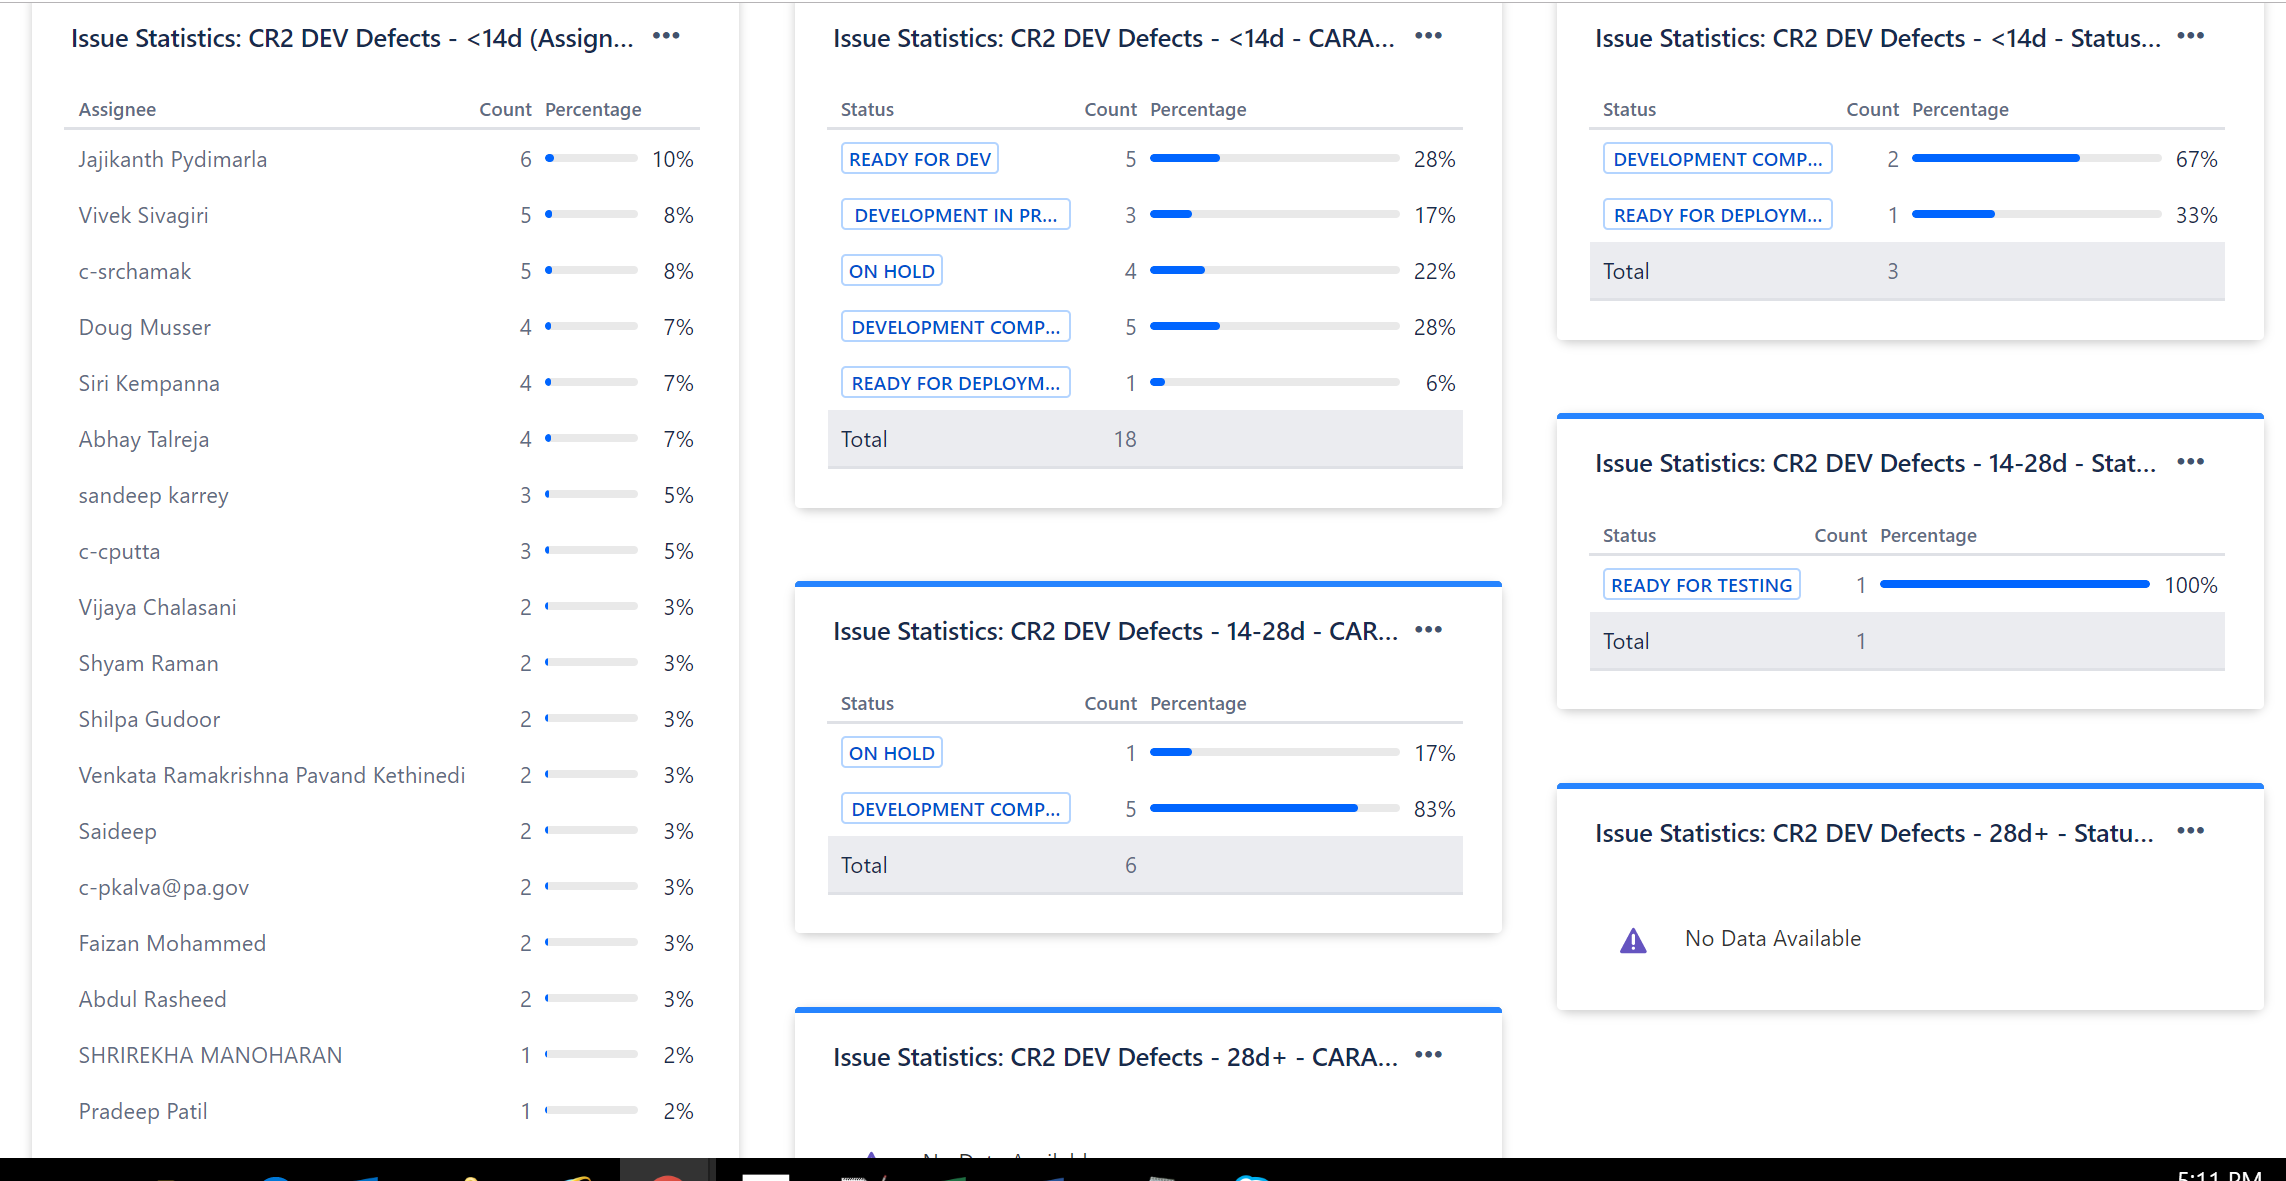 Issue Statistics: CR2 DEV Defects - <14d (Assign...
Assignee Count Percentage
Jajikanth Pydimarla 6 10%
Vivek Sivagiri 5 8%
c-srchamak 5 8%
Doug Musser 4 7%
Siri Kempanna 4 7%
Abhay Talreja 4 7%
sandeep karrey 3 5%
c-cputta 3 5%
Vijaya Chalasani 2 3%
Shyam Raman 2 3%
Shilpa Gudoor 2 3%
Venkata Ramakrishna Pavand Kethinedi 2 3%
Saideep 2 3%
c-pkalva@pa.gov 2 3%
Faizan Mohammed 2 3%
Abdul Rasheed 2 3%
SHRIREKHA MANOHARAN 1 2%
Pradeep Patil 1 2%
Issue Statistics: CR2 DEV Defects - <14d - CARA...
Status Count Percentage
READY FOR DEV 5 28%
DEVELOPMENT IN PR... 3 17%
ON HOLD 4 22%
DEVELOPMENT COMP... 5 28%
READY FOR DEPLOYM... 1 6%
Total 18
Issue Statistics: CR2 DEV Defects - 14-28d - CAR...
Status Count Percentage
ON HOLD 1 17%
DEVELOPMENT COMP... 5 83%
Total 6
Issue Statistics: CR2 DEV Defects - 28d+ - CARA...
No Data Available
Issue Statistics: CR2 DEV Defects - <14d - Status...
Status Count Percentage
DEVELOPMENT COMP... 2 67%
READY FOR DEPLOYM... 1 33%
Total 3
Issue Statistics: CR2 DEV Defects - 14-28d - Stat...
Status Count Percentage
READY FOR TESTING 1 100%
Total 1
Issue Statistics: CR2 DEV Defects - 28d+ - Statu...
No Data Available
5:11 PM